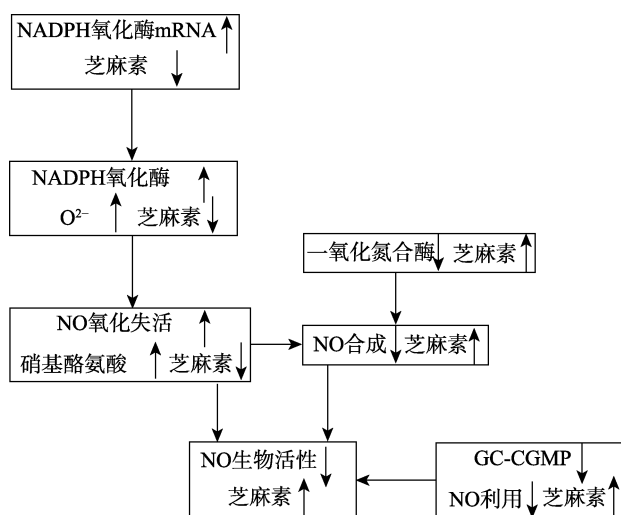 NADPH氧化酶mRNA↑
芝麻素 ↓
NADPH氧化酶 ↑
O²⁻ ↑ 芝麻素↓
一氧化氮合酶↓ 芝麻素↑
NO氧化失活 ↑
硝基酪氨酸 ↑ 芝麻素↓
NO合成↓芝麻素↑
NO生物活性↓
芝麻素↑
GC-CGMP ↓
NO利用↓芝麻素↑